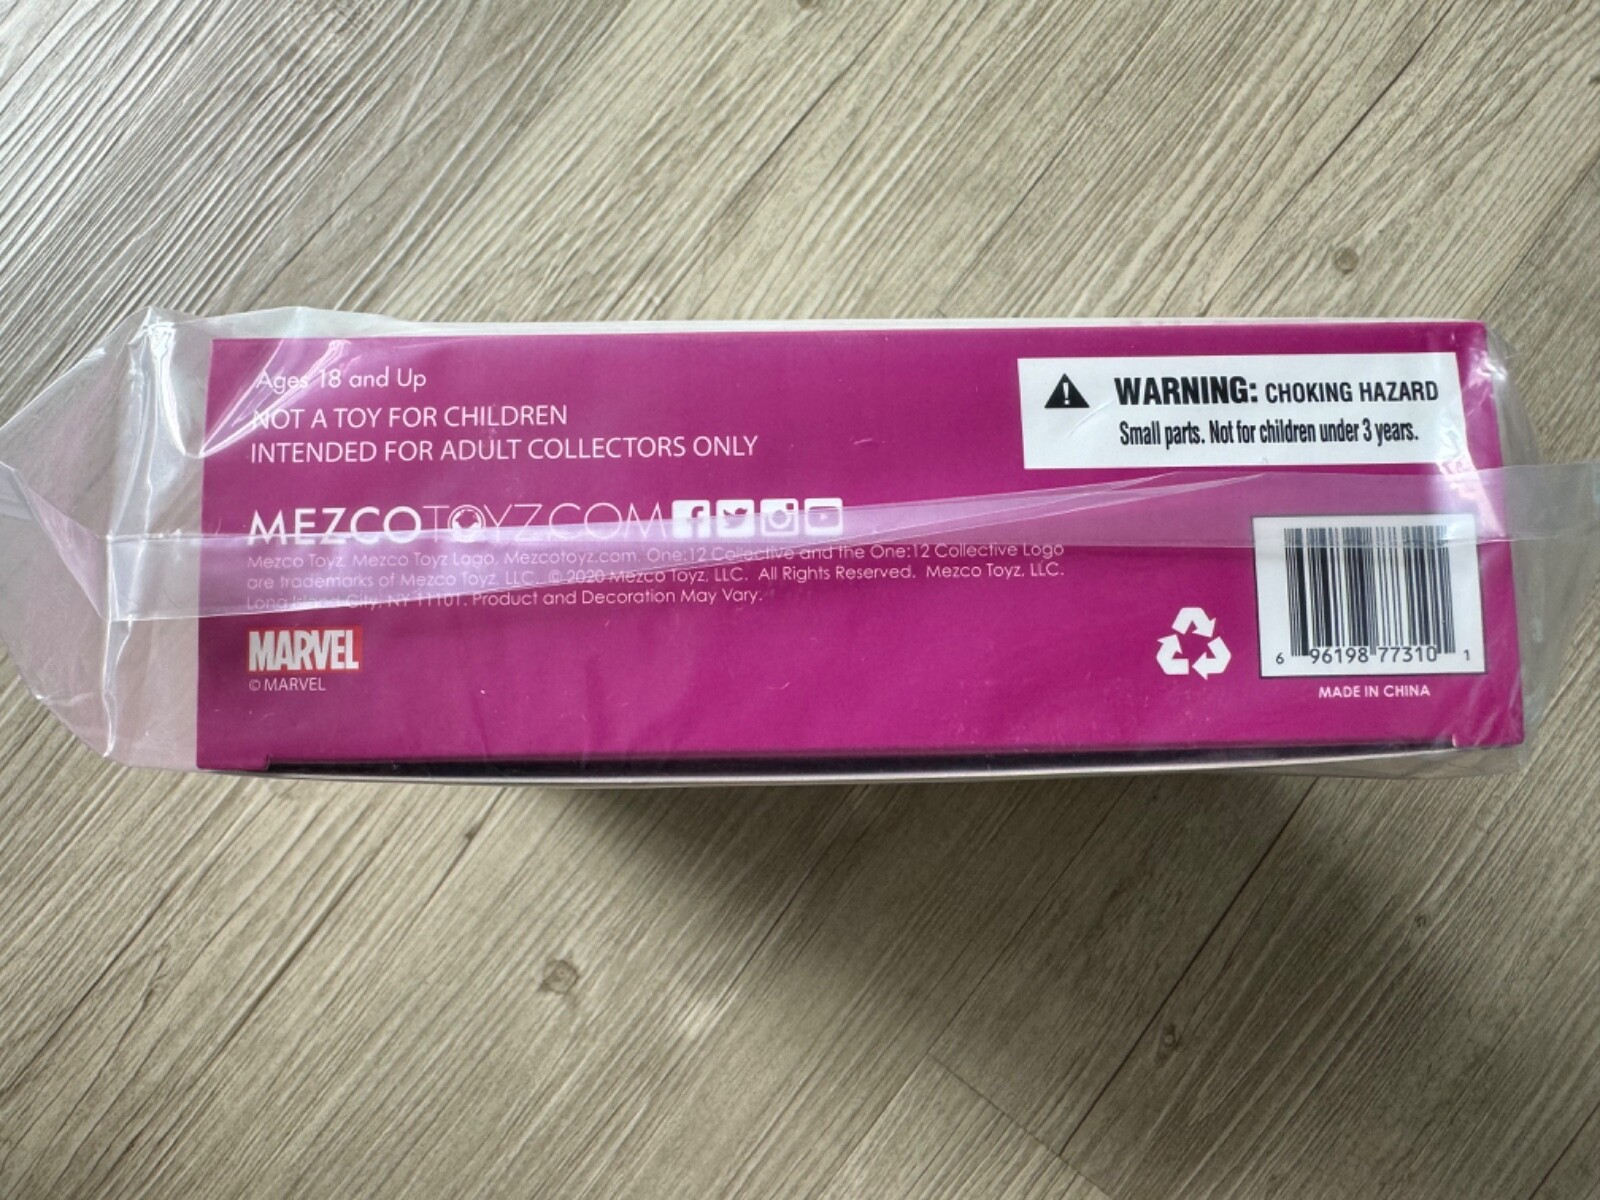 Ages 18 and Up
NOT A TOY FOR CHILDREN
INTENDED FOR ADULT COLLECTORS ONLY
WARNING: CHOKING HAZARD
Small parts. Not for children under 3 years.
MEZCOTOYZ.COM
Mezco Toyz. Mezco Toyz Logo. Mezcotoyz.com. One:12 Collective and the One:12 Collective Logo
are trademarks of Mezco Toyz, LLC. © 2020 Mezco Toyz, LLC. All Rights Reserved. Mezco Toyz, LLC.
Long Island City, NY 11101. Product and Decoration May Vary.
MARVEL
© MARVEL
6 96198 77310 1
MADE IN CHINA